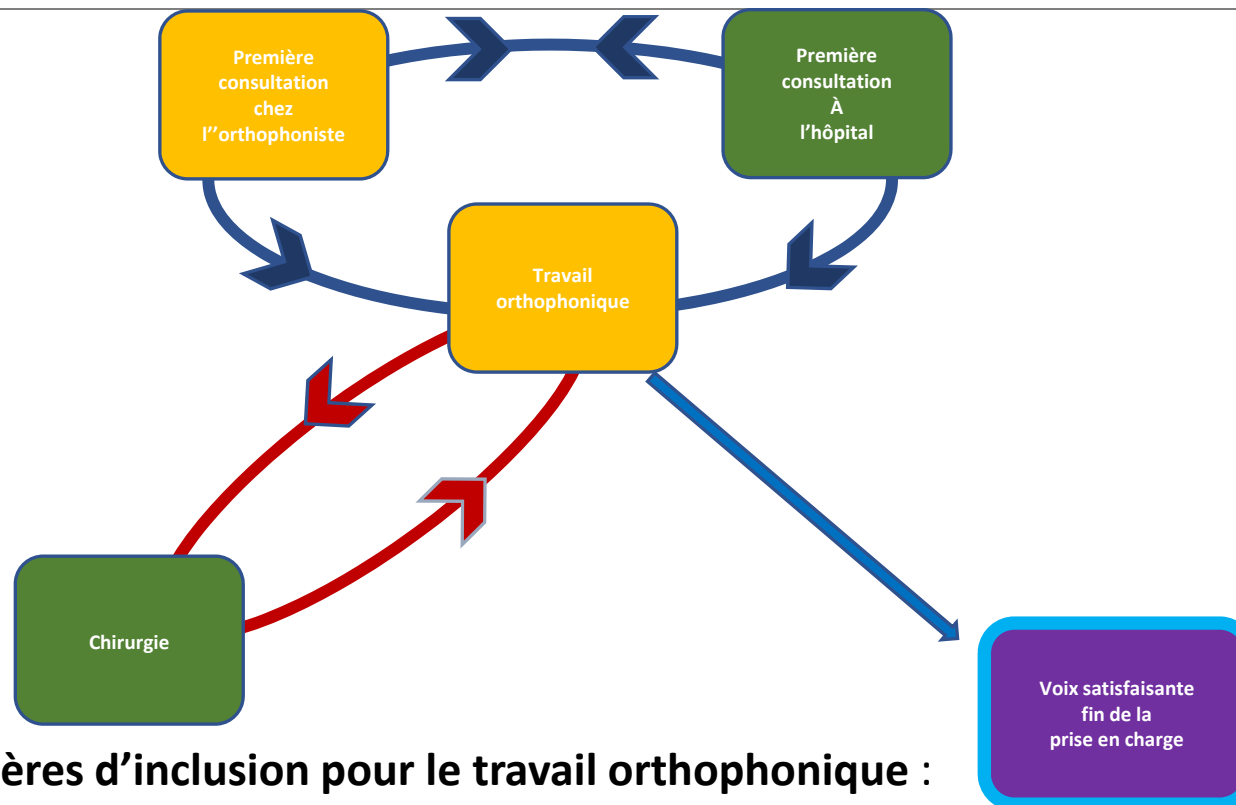 Première
consultation
chez
l’’orthophoniste
Première
consultation
À
l’hôpital
Travail
orthophonique
Chirurgie
Voix satisfaisante
fin de la
prise en charge
ères d’inclusion pour le travail orthophonique :